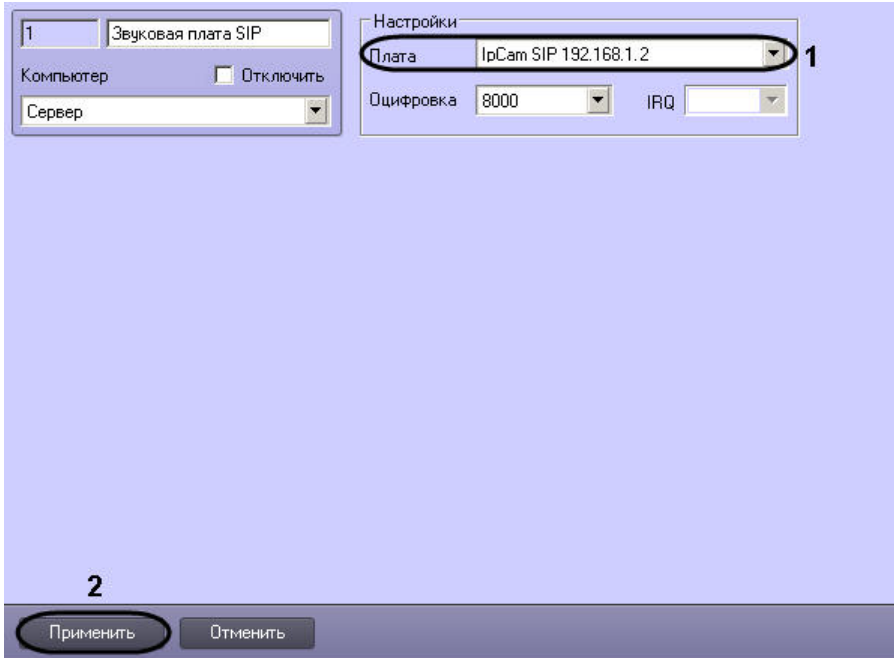 1 Звуковая плата SIP
Компьютер Отключить
Сервер
Настройки
Плата IpCam SIP 192.168.1.2 1
Оцифровка 8000 IRQ
2
Применить Отменить